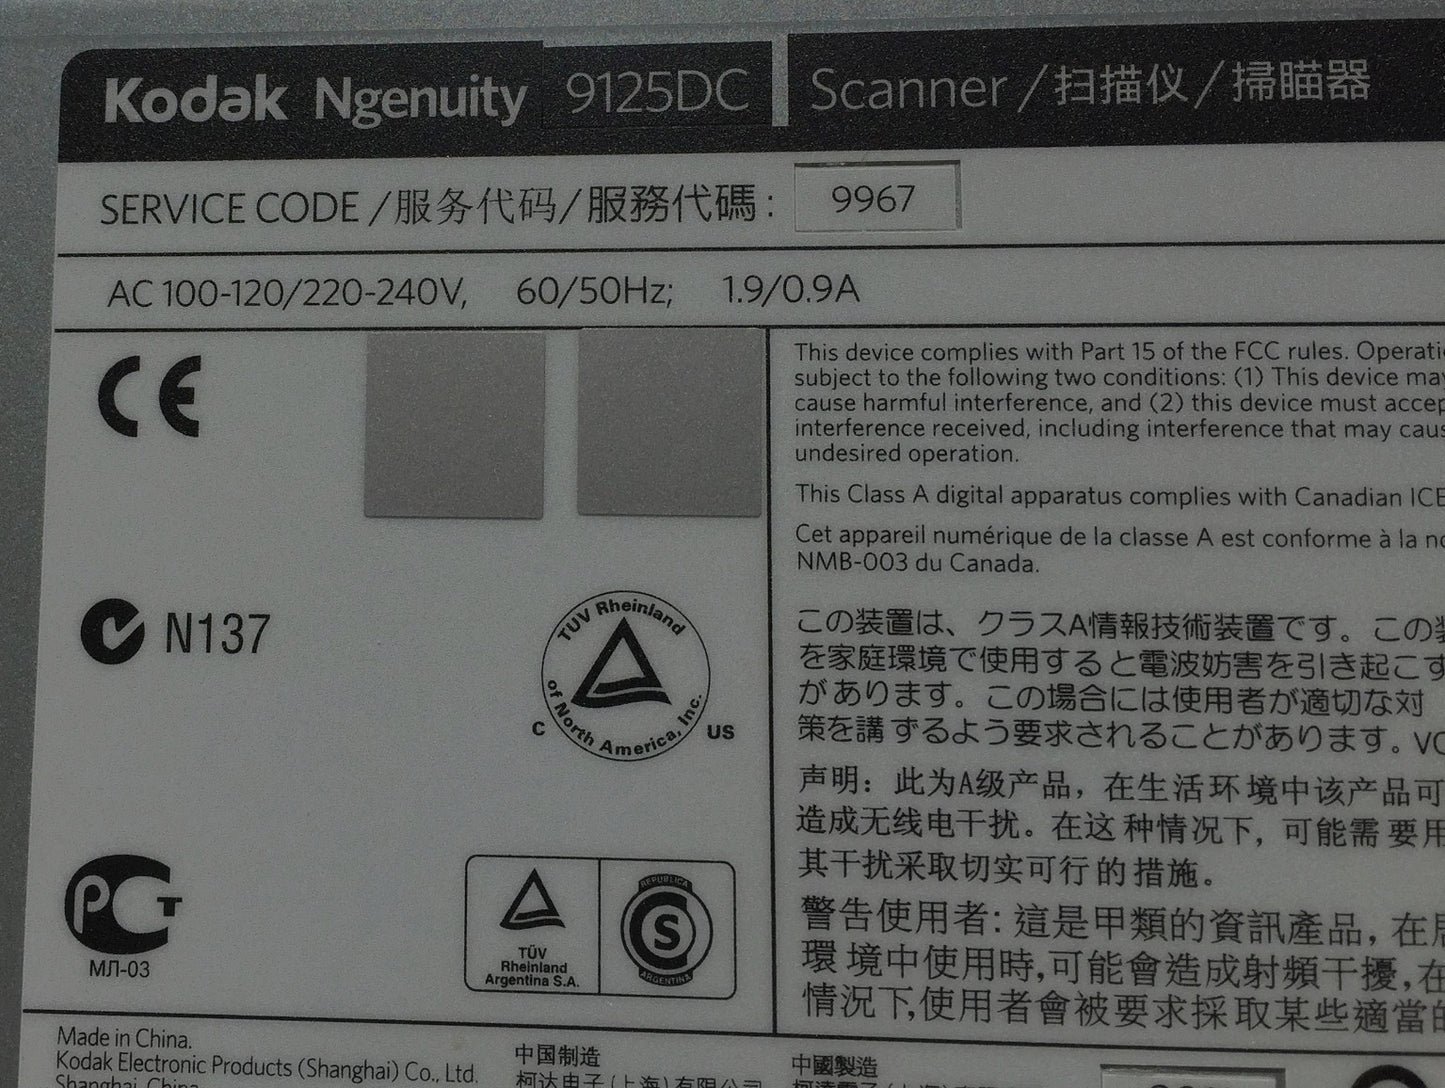 Kodak Ngenuity 9125DC Scanner/扫描仪/掃瞄器
SERVICE CODE/服务代码/服務代碼: 9967
AC 100-120/220-240V, 60/50Hz; 1.9/0.9A
CE
This device complies with Part 15 of the FCC rules. Operati
subject to the following two conditions: (1) This device may
cause harmful interference, and (2) this device must accep
interference received, including interference that may caus
undesired operation.
This Class A digital apparatus complies with Canadian ICE
Cet appareil numérique de la classe A est conforme à la no
NMB-003 du Canada.
N137
TÜV Rheinland
of North America, Inc.
C US
この装置は、クラスA情報技術装置です。この装
を家庭環境で使用すると電波妨害を引き起こす
があります。この場合には使用者が適切な対
策を講ずるよう要求されることがあります。VC
声明：此为A级产品，在生活环境中该产品可
造成无线电干扰。在这种情况下，可能需要用
其干扰采取切实可行的措施。
警告使用者:這是甲類的資訊產品，在居
環境中使用時,可能會造成射頻干擾,在
情況下,使用者會被要求採取某些適當的
РСТ
МЛ-03
TÜV
Rheinland
Argentina S.A.
REPUBLICA
S
ARGENTINA
Made in China.
Kodak Electronic Products (Shanghai) Co., Ltd.
Shanghai, China
中国制造
柯达电子(上海)有限公司
中國製造